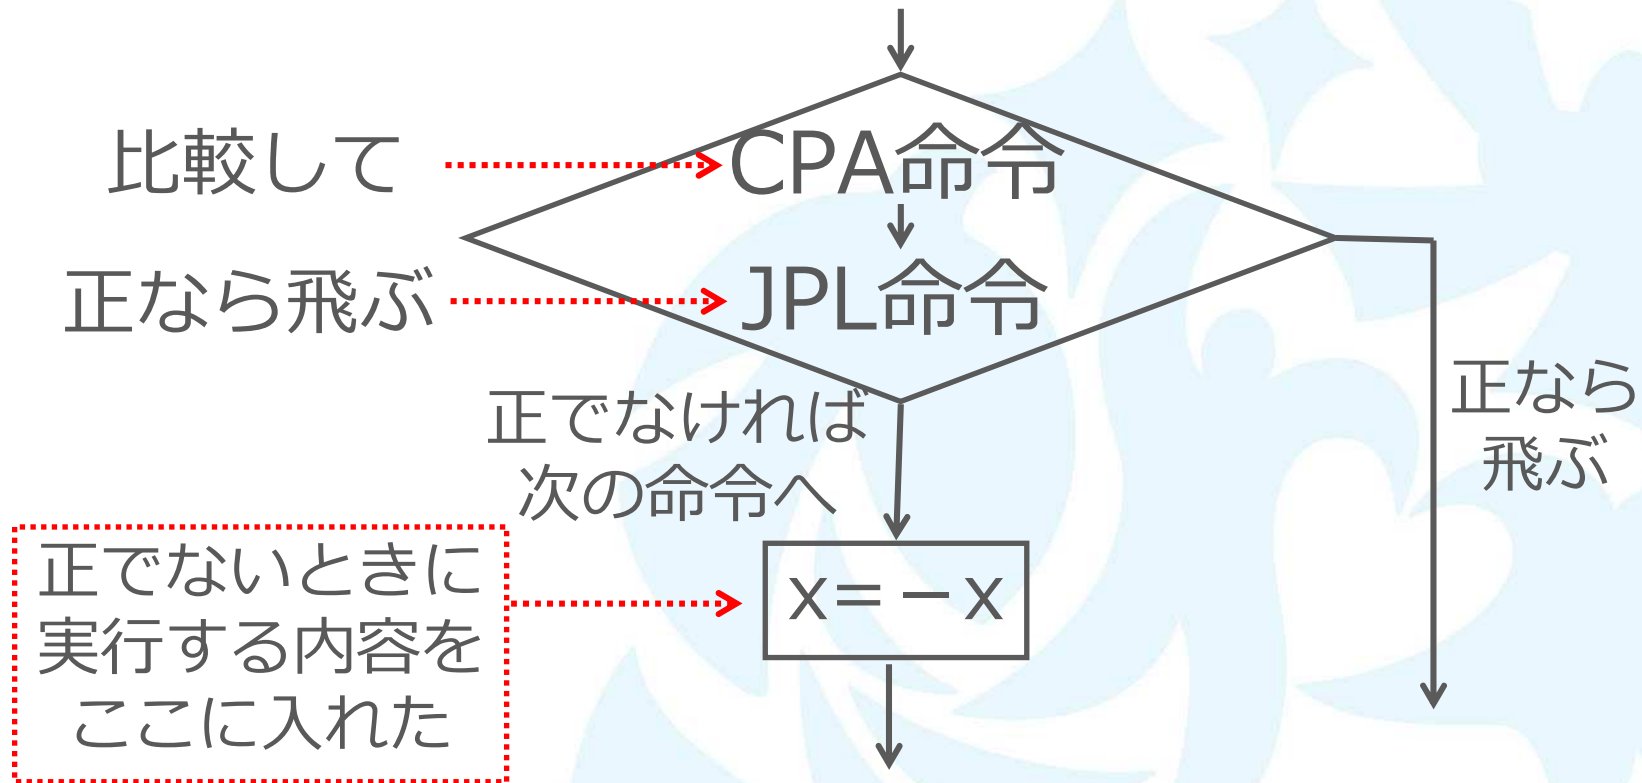 比較して
CPA命令
正なら飛ぶ
JPL命令
正でなければ
次の命令へ
正なら
飛ぶ
正でないときに
実行する内容を
ここに入れた
x=－x